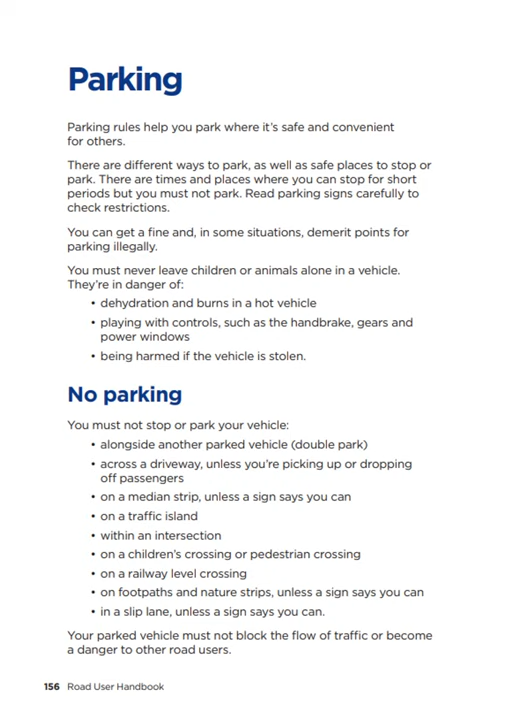 Parking
Parking rules help you park where it's safe and convenient
for others.
There are different ways to park, as well as safe places to stop or
park. There are times and places where you can stop for short
periods but you must not park. Read parking signs carefully to
check restrictions.
You can get a fine and, in some situations, demerit points for
parking illegally.
You must never leave children or animals alone in a vehicle.
They're in danger of:
• dehydration and burns in a hot vehicle
• playing with controls, such as the handbrake, gears and
power windows
• being harmed if the vehicle is stolen.
No parking
You must not stop or park your vehicle:
• alongside another parked vehicle (double park)
• across a driveway, unless you're picking up or dropping
off passengers
• on a median strip, unless a sign says you can
• on a traffic island
• within an intersection
• on a children's crossing or pedestrian crossing
• on a railway level crossing
• on footpaths and nature strips, unless a sign says you can
• in a slip lane, unless a sign says you can.
Your parked vehicle must not block the flow of traffic or become
a danger to other road users.
156 Road User Handbook